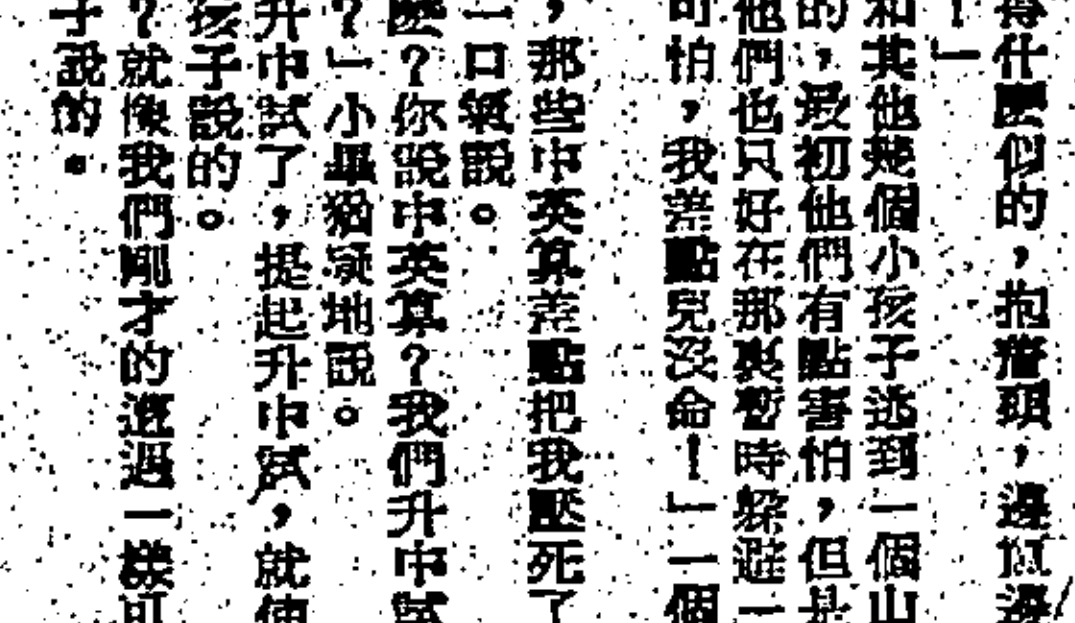 得什麼似的，抱着頭，邊
！」
和其他幾個小孩子逃到一個山
的，最初他們有點害怕，但是
他們也只好在那裏暫時躲避一
可怕，我差點兒沒命！」一個
，那些中英算差點把我壓死了
一口氣說。
麼？你說中英算？我們升中試
？」小畢猶疑地說。
升中試了，提起升中試，就使
孩子說的。
？就像我們剛才的遭遇一樣可
子說的。